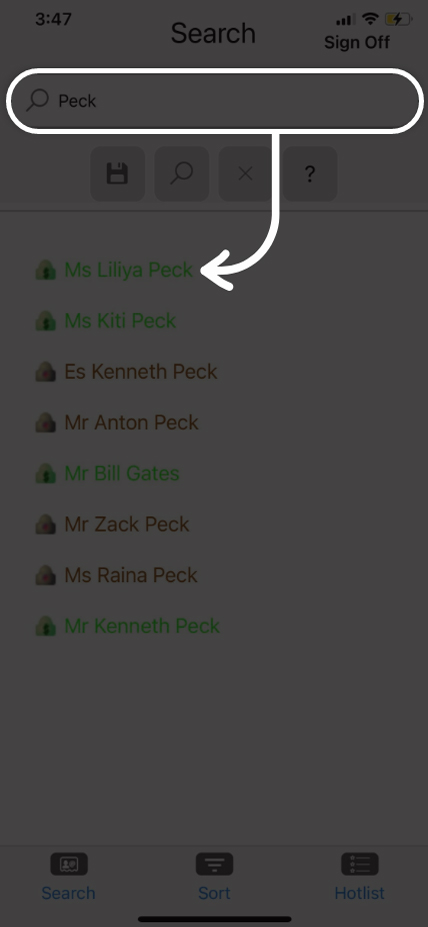 3:47
Search
Sign Off
Peck
?
Ms Liliya Peck
Ms Kiti Peck
Es Kenneth Peck
Mr Anton Peck
Mr Bill Gates
Mr Zack Peck
Ms Raina Peck
Mr Kenneth Peck
Search Sort Hotlist